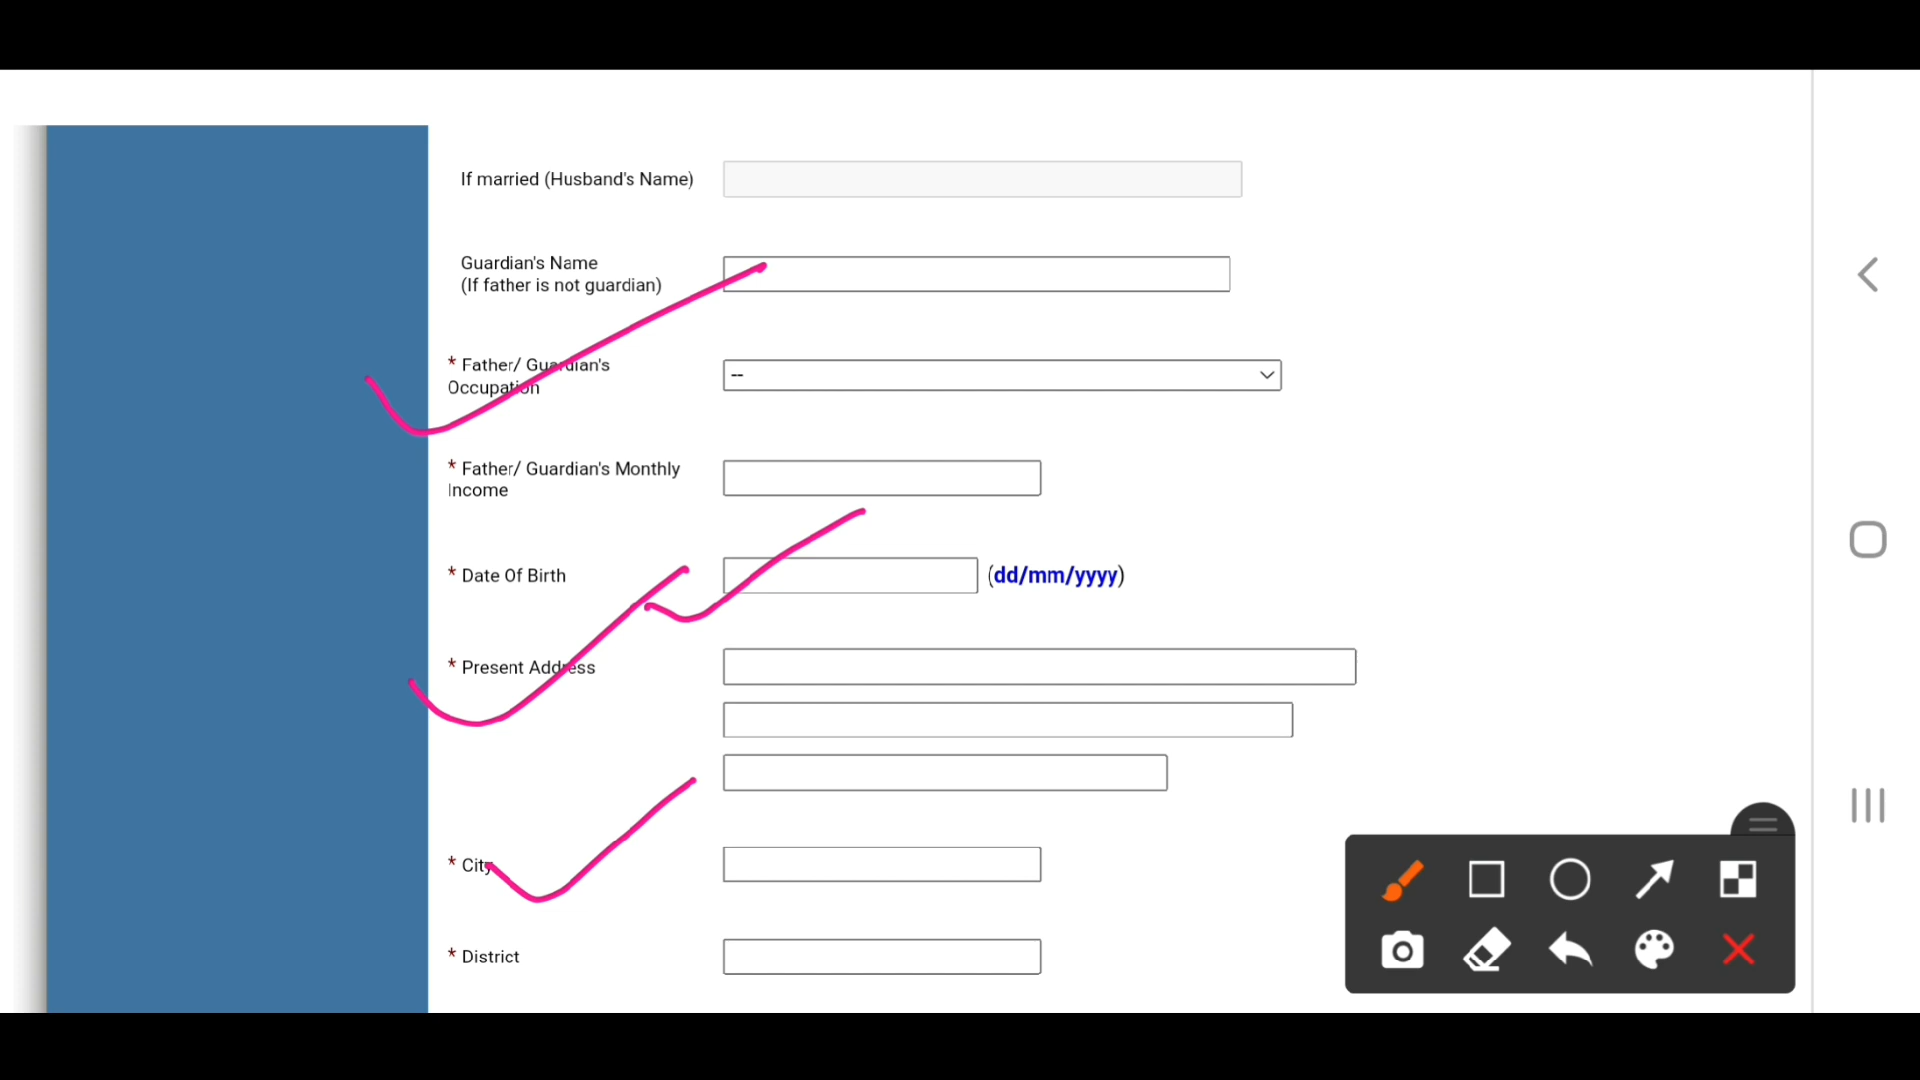 If married (Husband's Name)
Guardian's Name
(If father is not guardian)
* Father/ Guardian's
Occupation
--
* Father/ Guardian's Monthly
Income
* Date Of Birth
(dd/mm/yyyy)
* Present Address
* City
* District